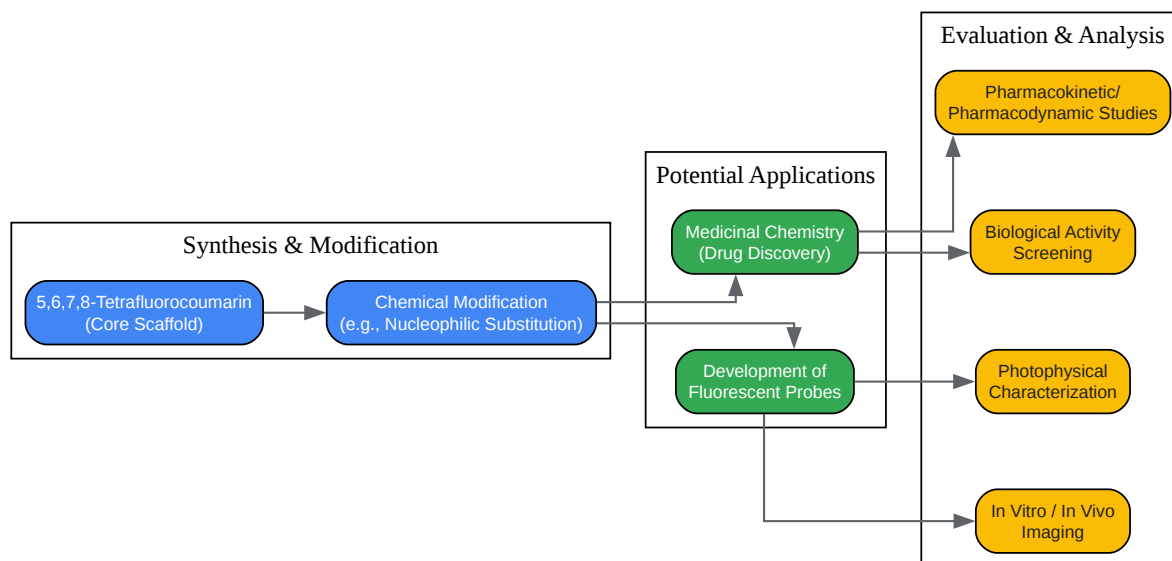 Synthesis & Modification
5,6,7,8-Tetrafluorocoumarin
(Core Scaffold)
Chemical Modification
(e.g., Nucleophilic Substitution)
Potential Applications
Medicinal Chemistry
(Drug Discovery)
Development of
Fluorescent Probes
Evaluation & Analysis
Pharmacokinetic/
Pharmacodynamic Studies
Biological Activity
Screening
Photophysical
Characterization
In Vitro / In Vivo
Imaging